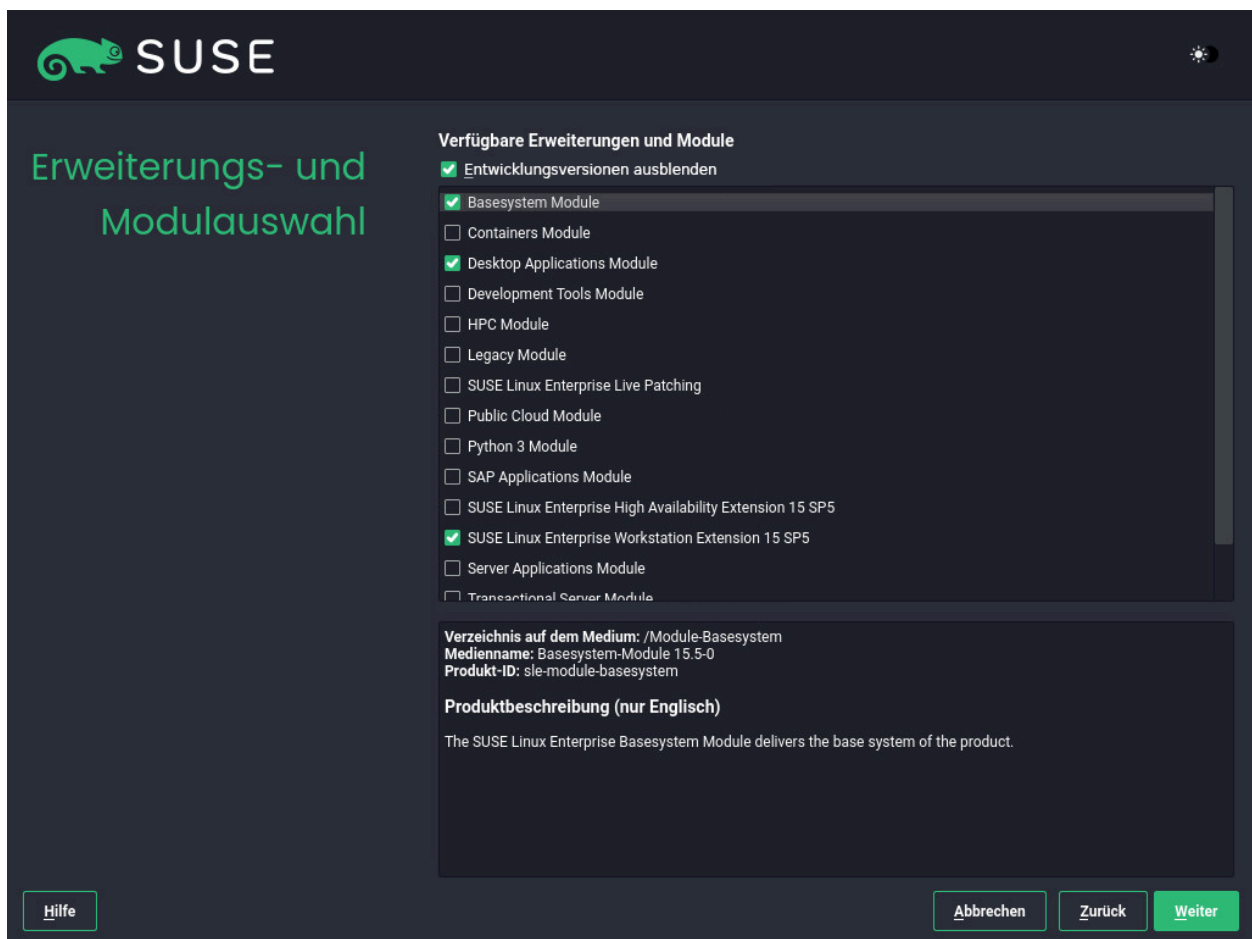 SUSE
Erweiterungs- und
Modulauswahl
Verfügbare Erweiterungen und Module
Entwicklungsversionen ausblenden
Basesystem Module
Containers Module
Desktop Applications Module
Development Tools Module
HPC Module
Legacy Module
SUSE Linux Enterprise Live Patching
Public Cloud Module
Python 3 Module
SAP Applications Module
SUSE Linux Enterprise High Availability Extension 15 SP5
SUSE Linux Enterprise Workstation Extension 15 SP5
Server Applications Module
Transactional Server Module
Verzeichnis auf dem Medium: /Module-Basesystem
Medienname: Basesystem-Module 15.5-0
Produkt-ID: sle-module-basesystem
Produktbeschreibung (nur Englisch)
The SUSE Linux Enterprise Basesystem Module delivers the base system of the product.
Hilfe
Abbrechen
Zurück
Weiter